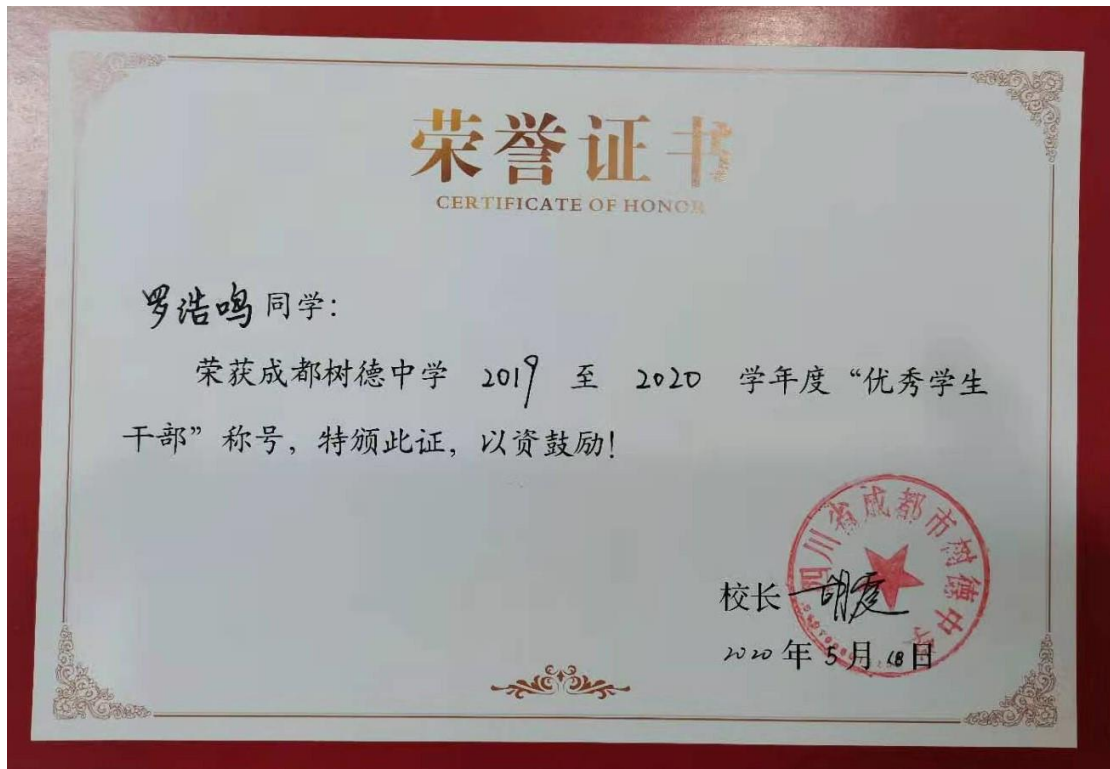 荣誉证书
CERTIFICATE OF HONOR
罗浩鸣同学：
荣获成都树德中学 2019 至 2020 学年度“优秀学生
干部”称号，特颁此证，以资鼓励！
四川省成都市树德中学
校长 胡霞
2020年5月18日